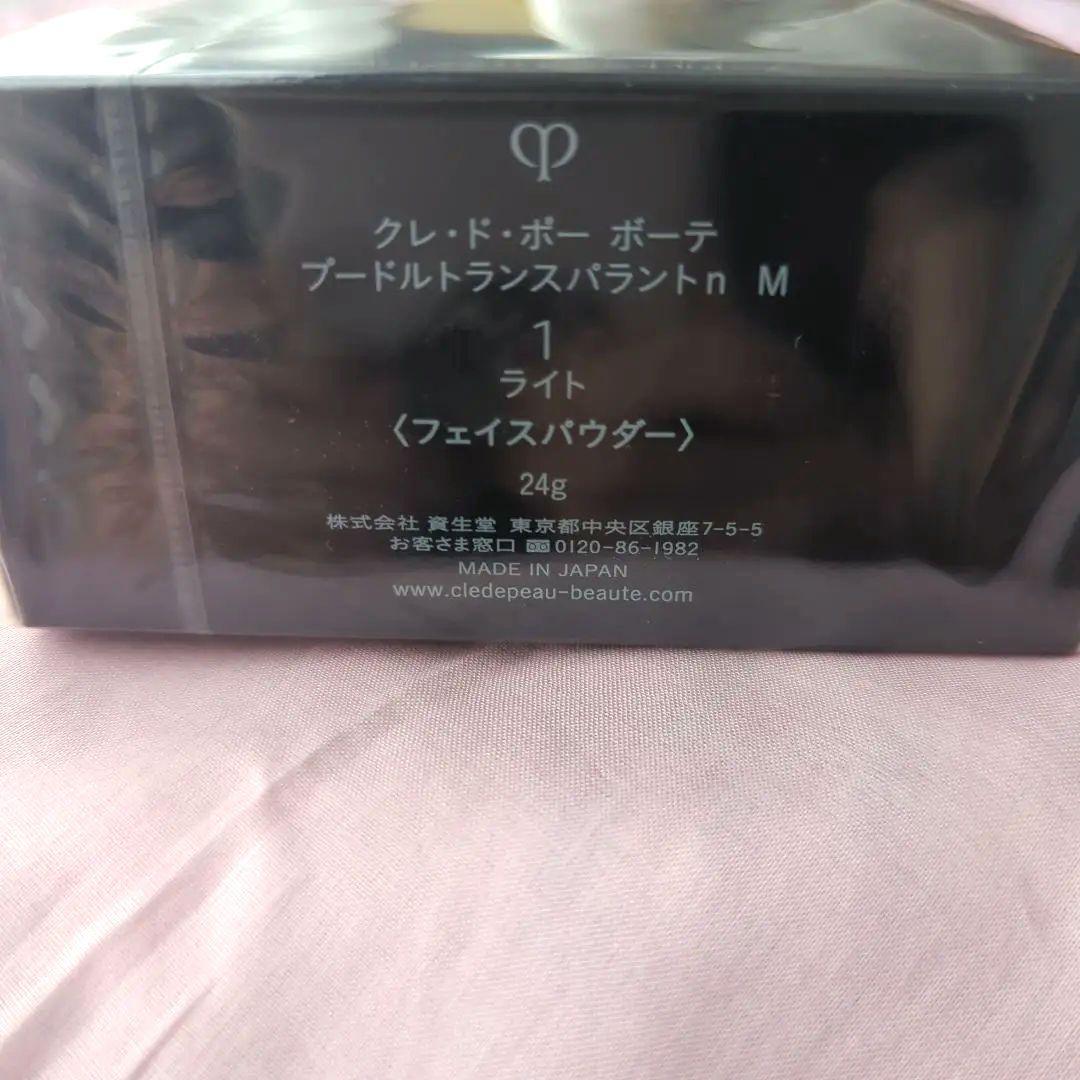 クレ・ド・ポー ボーテ
プードルトランスパラントn M
1
ライト
〈フェイスパウダー〉
24g
株式会社 資生堂 東京都中央区銀座7-5-5
お客さま窓口 0120-86-1982
MADE IN JAPAN
www.cledepeau-beaute.com